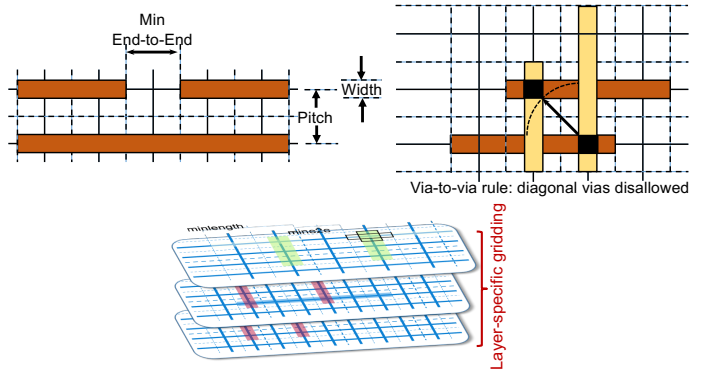 Min
End-to-End
Width
Pitch
Via-to-via rule: diagonal vias disallowed
minlength
mine2e
Layer-specific gridding